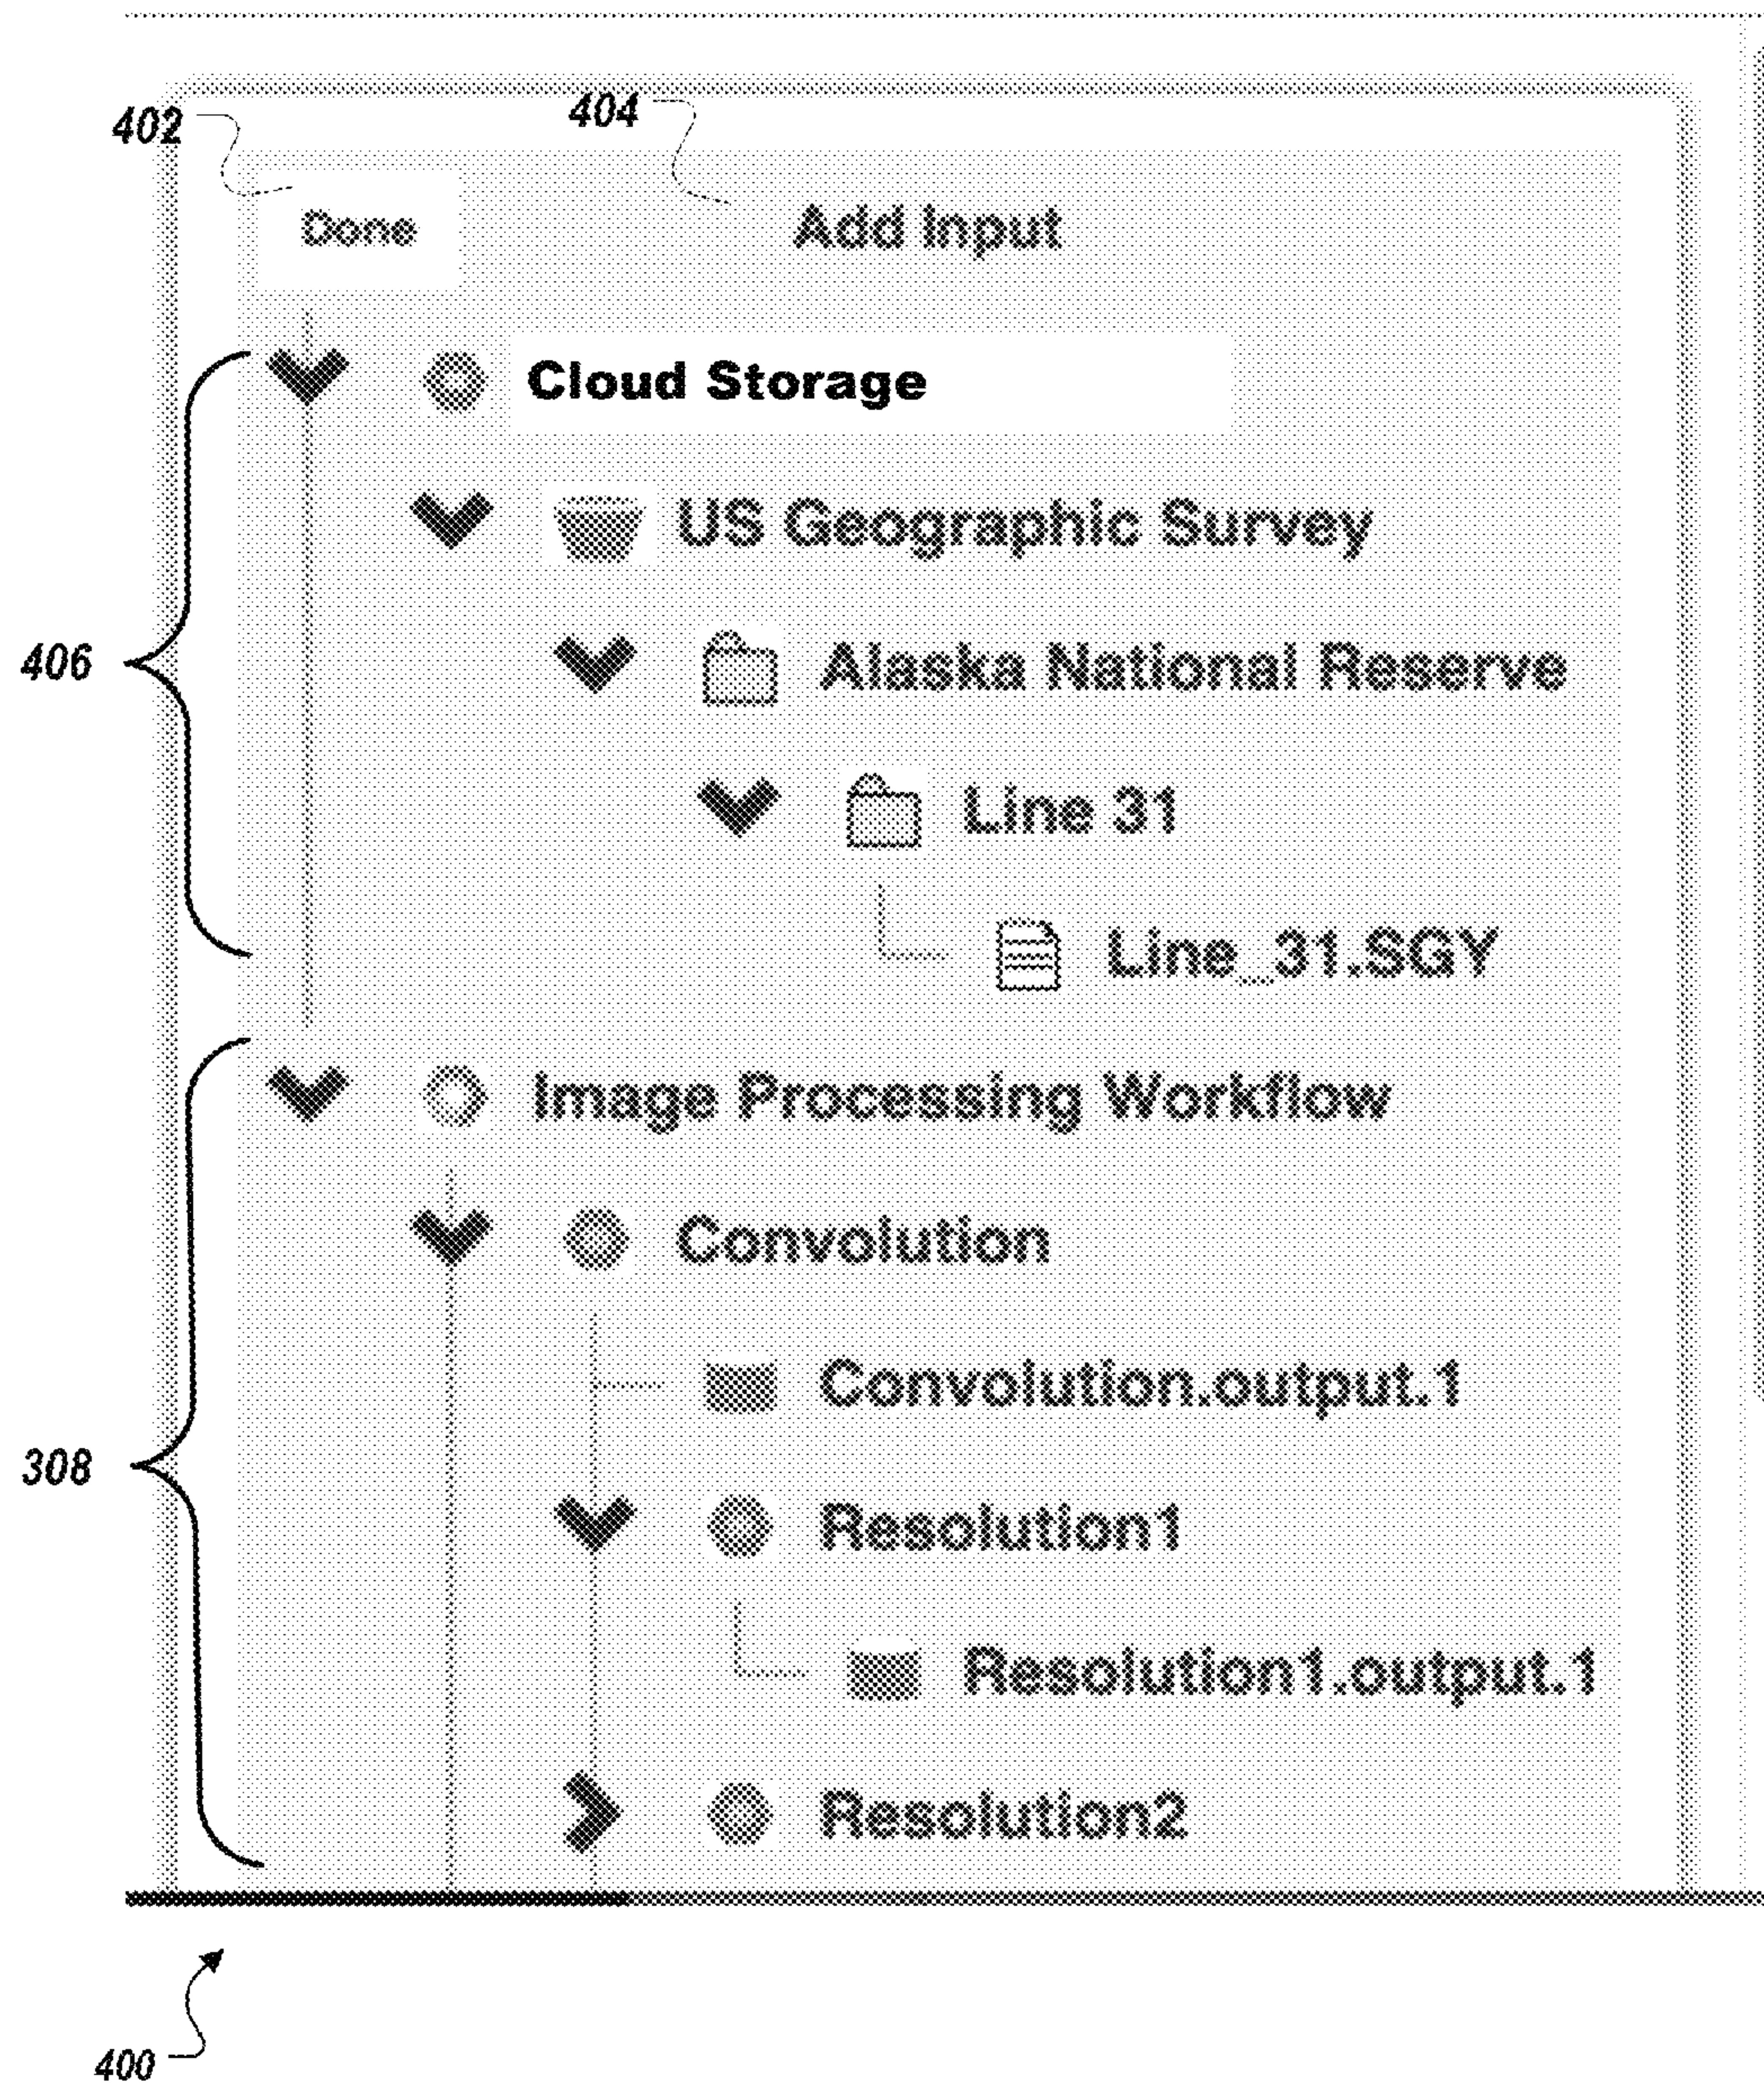 402
404
Done
Add Input
Cloud Storage
US Geographic Survey
406
Alaska National Reserve
Line 31
Line_31.SGY
Image Processing Workflow
Convolution
Convolution.output.1
308
Resolution1
Resolution1.output.1
Resolution2
400